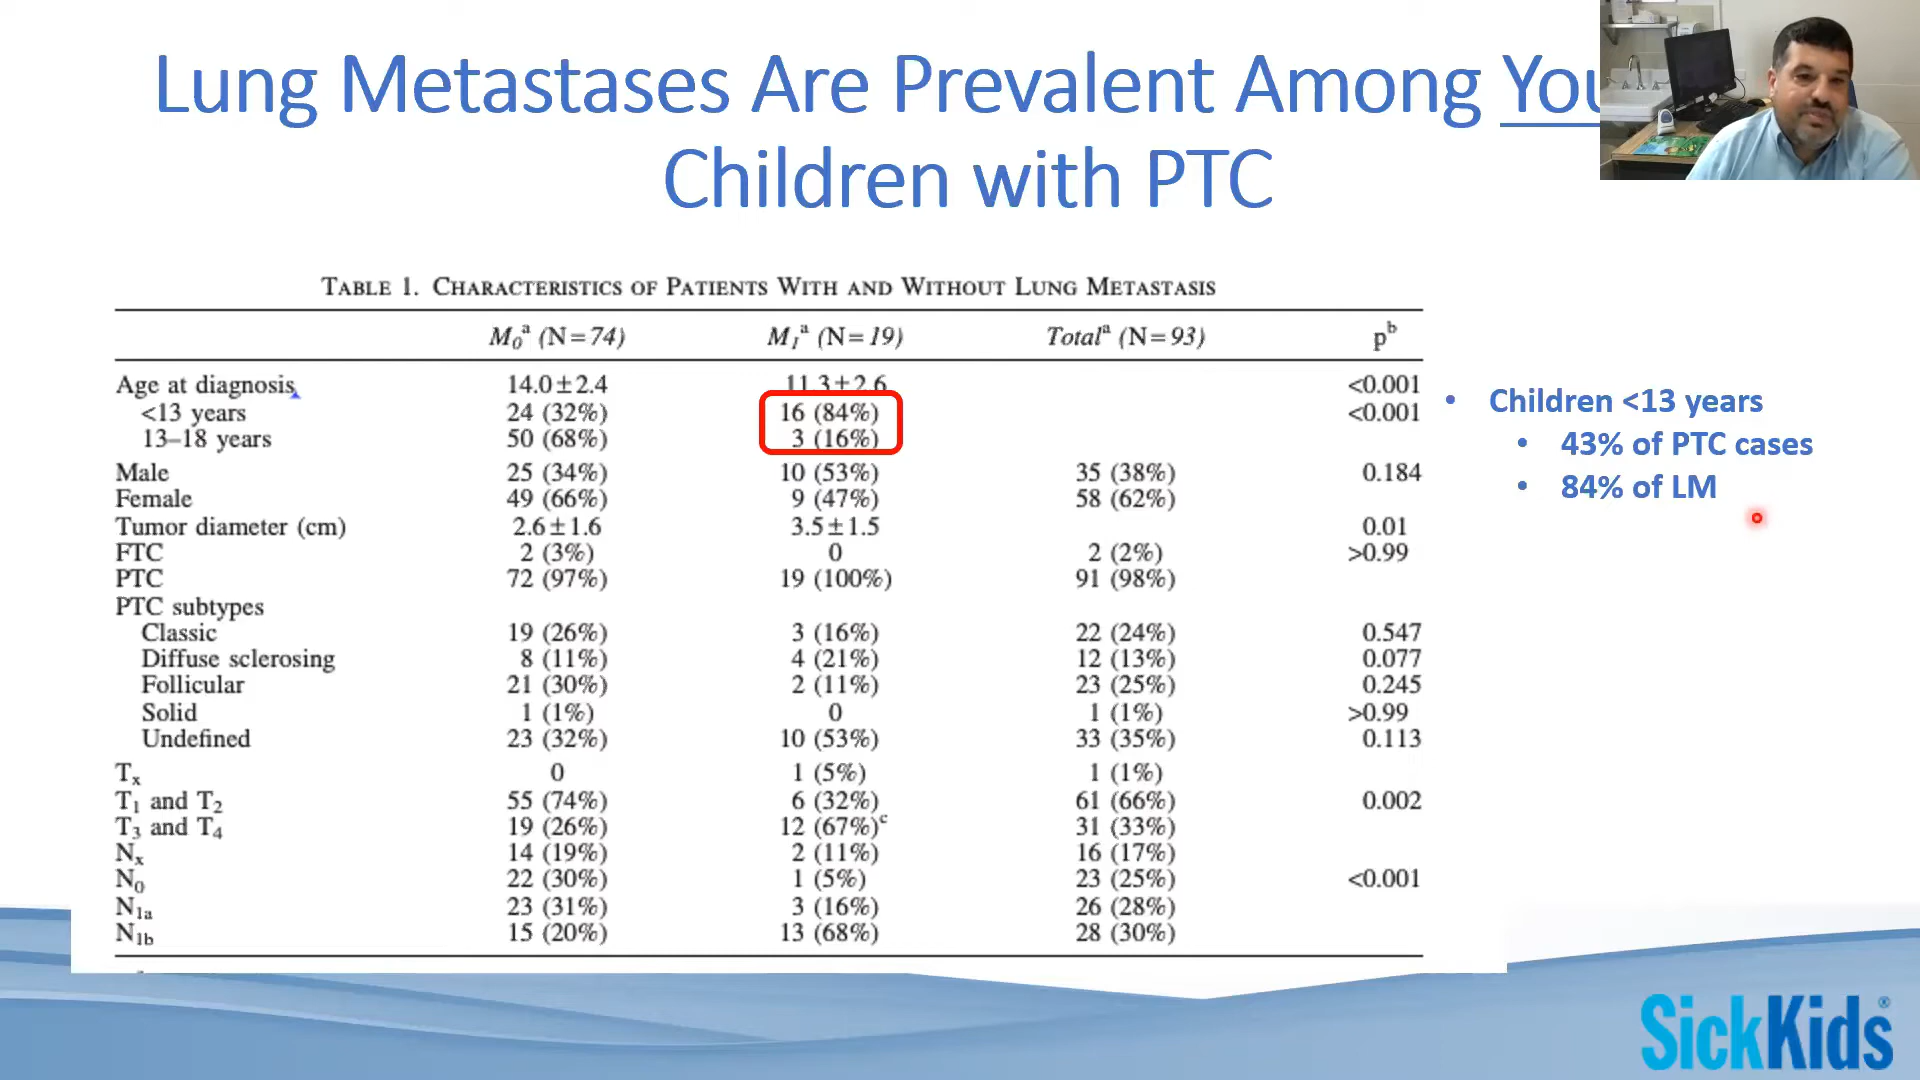 Lung Metastases Are Prevalent Among
Children with PTC
TABLE 1. CHARACTERISTICS OF PATIENTS WITH AND WITHOUT LUNG METASTASIS
M0a (N=74) M1a (N=19) Totala (N=93) pb
Age at diagnosis 14.0±2.4 11.3±2.6 <0.001
<13 years 24 (32%) 16 (84%) <0.001
13–18 years 50 (68%) 3 (16%)
Male 25 (34%) 10 (53%) 35 (38%) 0.184
Female 49 (66%) 9 (47%) 58 (62%)
Tumor diameter (cm) 2.6±1.6 3.5±1.5 0.01
FTC 2 (3%) 0 2 (2%) >0.99
PTC 72 (97%) 19 (100%) 91 (98%)
PTC subtypes
Classic 19 (26%) 3 (16%) 22 (24%) 0.547
Diffuse sclerosing 8 (11%) 4 (21%) 12 (13%) 0.077
Follicular 21 (30%) 2 (11%) 23 (25%) 0.245
Solid 1 (1%) 0 1 (1%) >0.99
Undefined 23 (32%) 10 (53%) 33 (35%) 0.113
Tx 0 1 (5%) 1 (1%)
T1 and T2 55 (74%) 6 (32%) 61 (66%) 0.002
T3 and T4 19 (26%) 12 (67%)c 31 (33%)
Nx 14 (19%) 2 (11%) 16 (17%)
N0 22 (30%) 1 (5%) 23 (25%) <0.001
N1a 23 (31%) 3 (16%) 26 (28%)
N1b 15 (20%) 13 (68%) 28 (30%)
• Children <13 years
• 43% of PTC cases
• 84% of LM
SickKids®